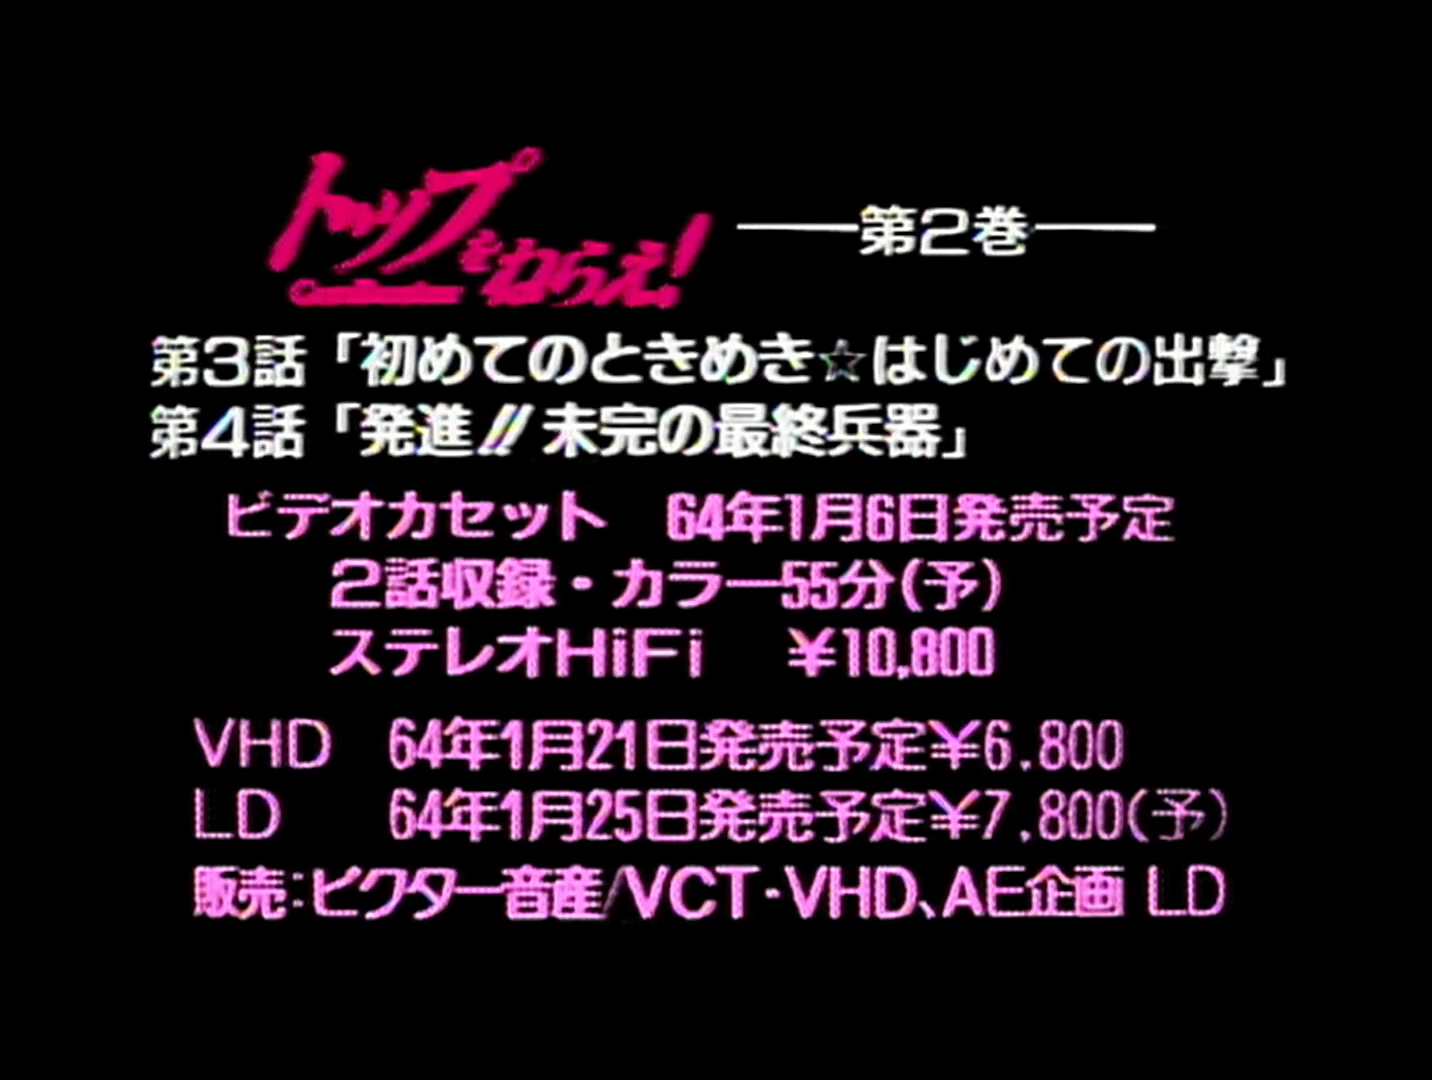 トップをねらえ! ──第2巻──
第3話「初めてのときめき☆はじめての出撃」
第4話「発進!! 未完の最終兵器」
ビデオカセット 64年1月6日発売予定
2話収録・カラー55分(予)
ステレオHiFi ¥10,800
VHD 64年1月21日発売予定¥6,800
LD 64年1月25日発売予定¥7,800(予)
販売:ビクター音産/VCT・VHD、AE企画 LD